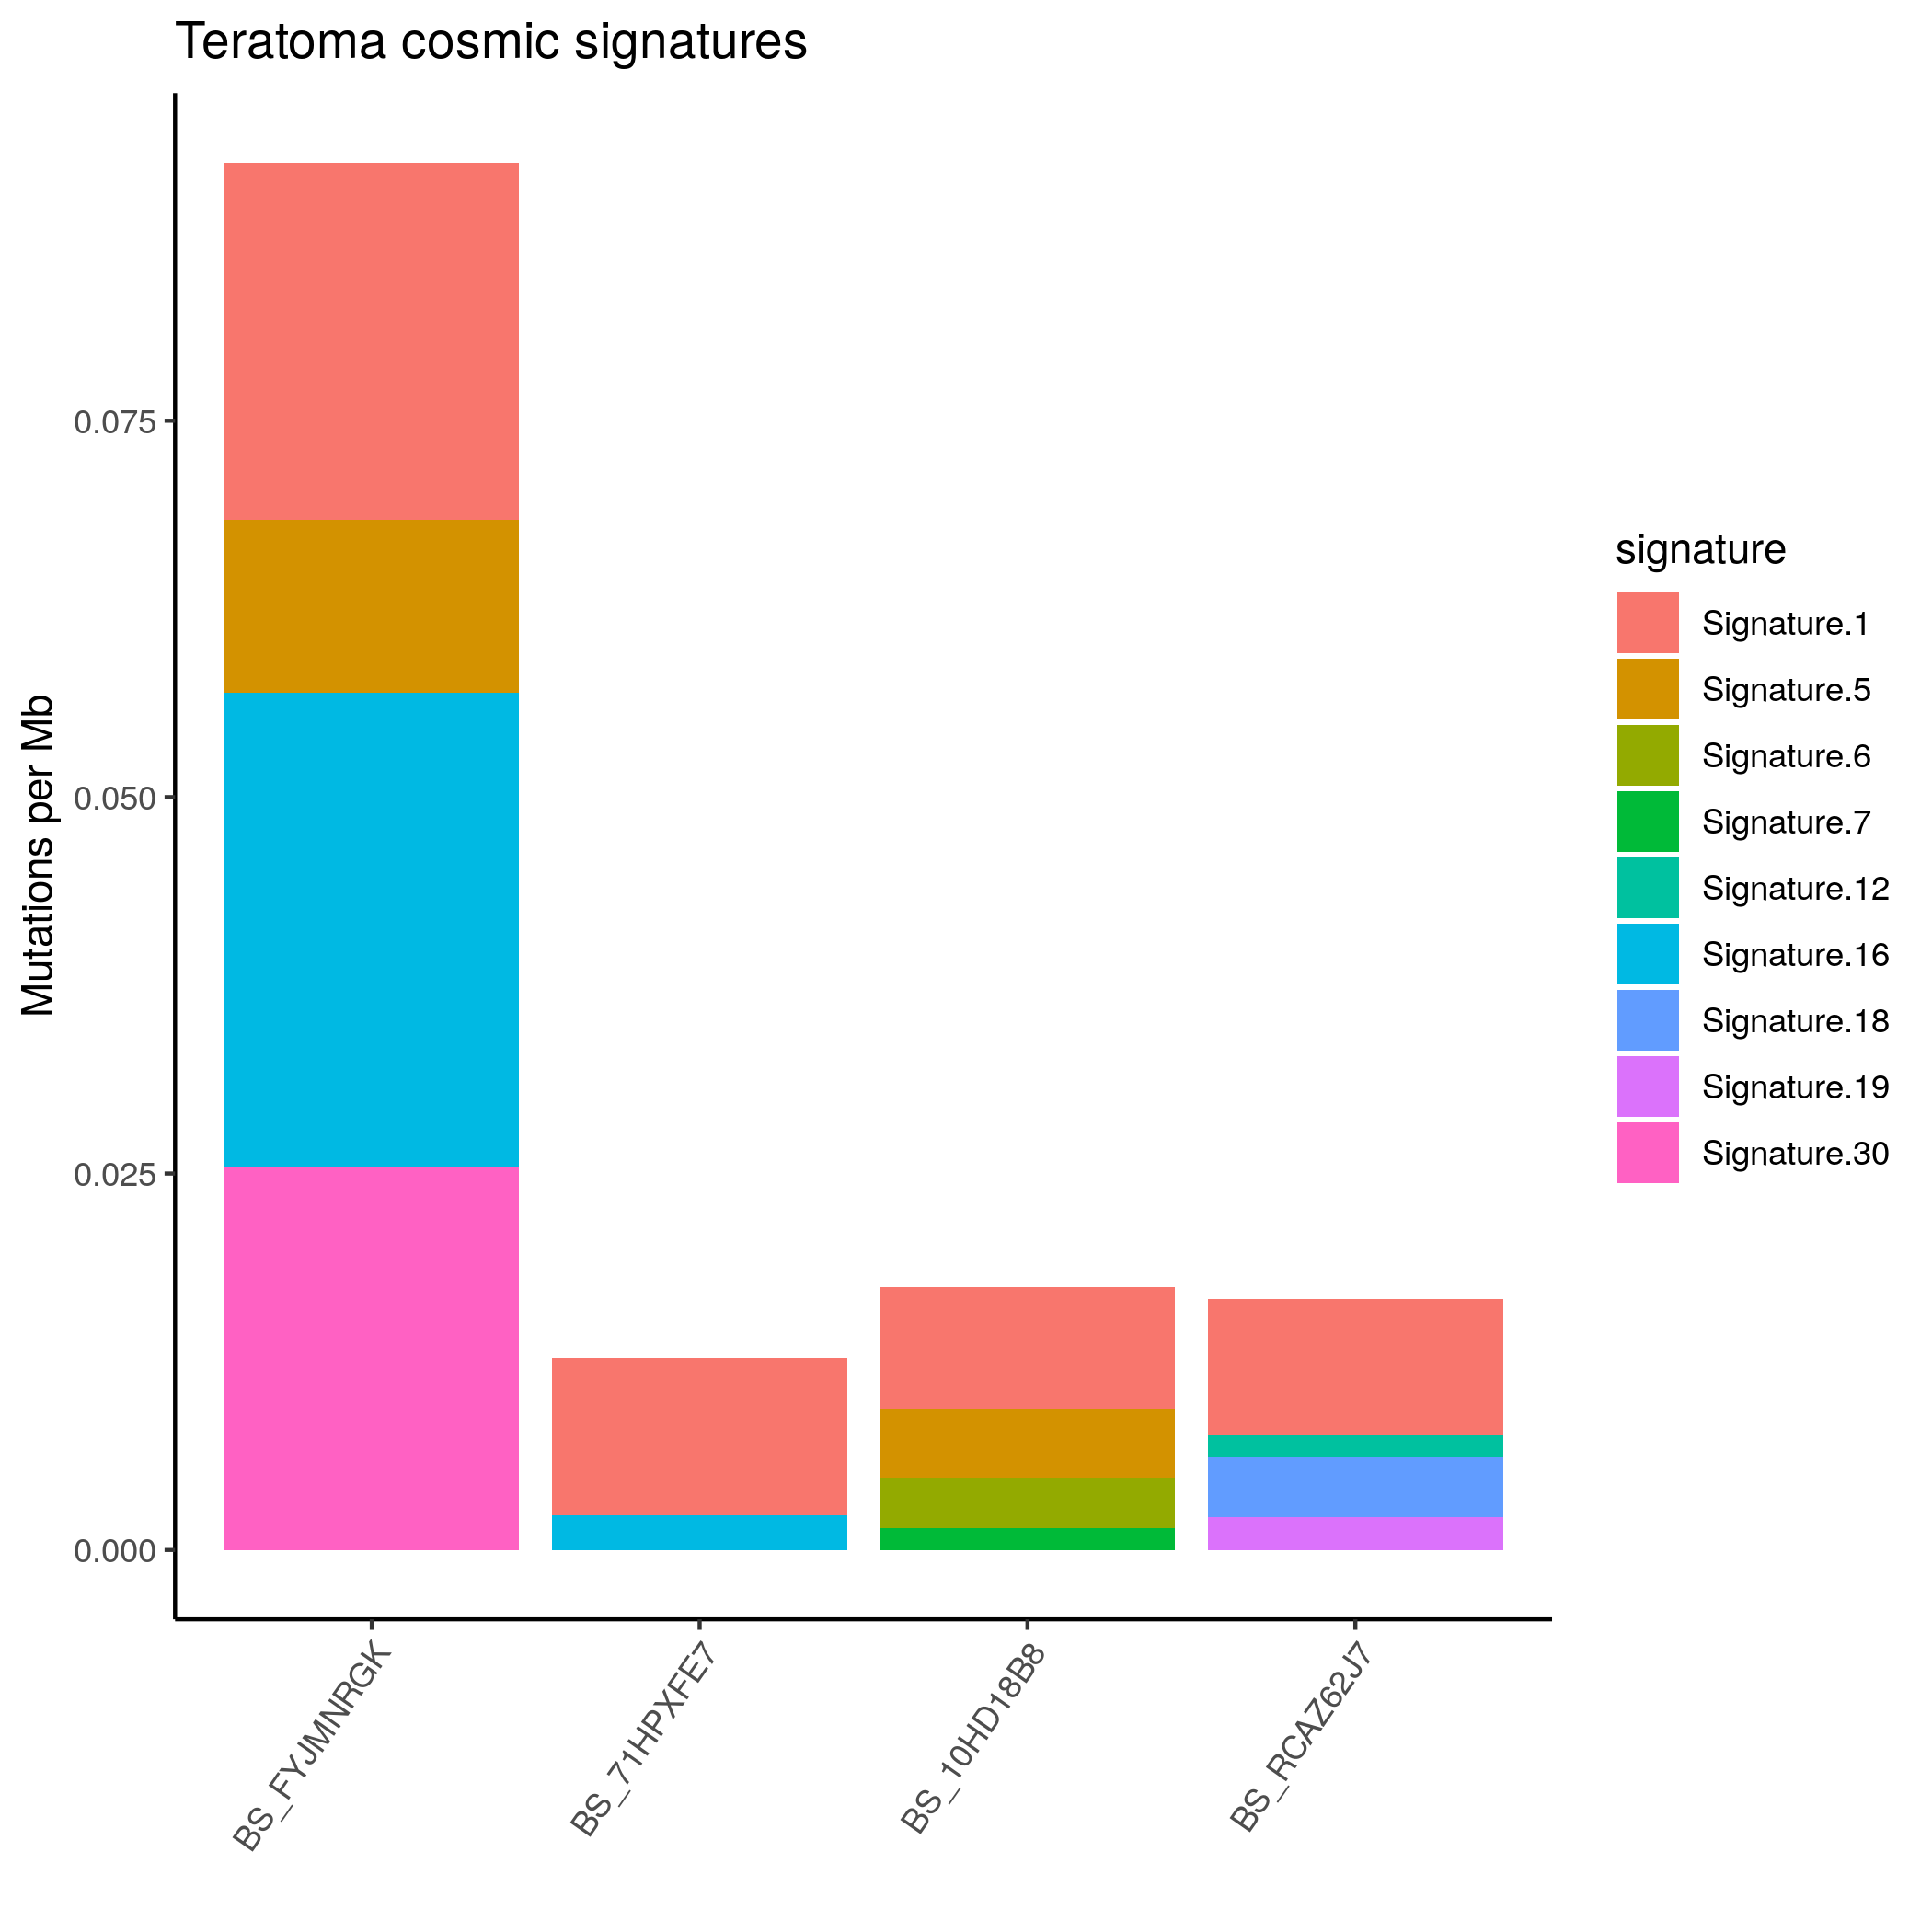 Teratoma cosmic signatures
Mutations per Mb
0.075
0.050
0.025
0.000
BS_FYJMNRGK
BS_71HPXFE7
BS_10HD18B8
BS_RCAZ62J7
signature
Signature.1
Signature.5
Signature.6
Signature.7
Signature.12
Signature.16
Signature.18
Signature.19
Signature.30